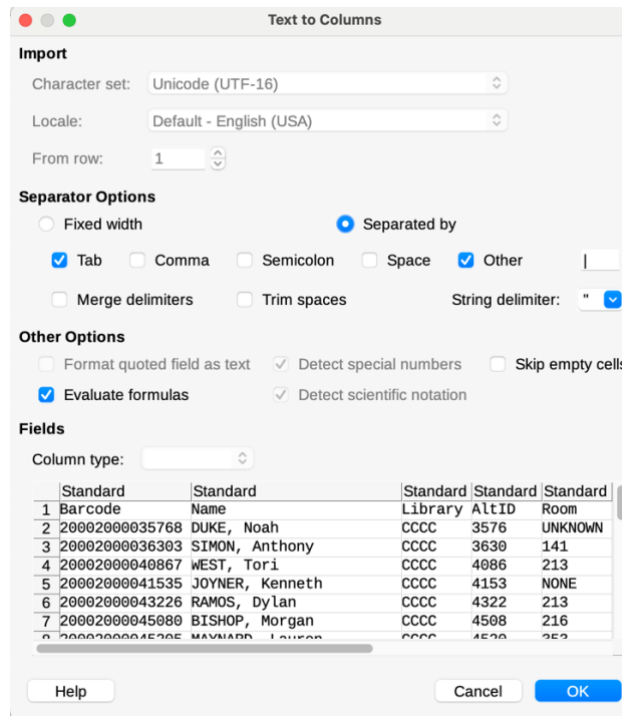 Text to Columns
Import
Character set: Unicode (UTF-16)
Locale: Default - English (USA)
From row: 1
Separator Options
Fixed width Separated by
Tab Comma Semicolon Space Other |
Merge delimiters Trim spaces String delimiter: "
Other Options
Format quoted field as text Detect special numbers Skip empty cells
Evaluate formulas Detect scientific notation
Fields
Column type:
Standard Standard Standard Standard Standard
1 Barcode Name Library AltID Room
2 20002000035768 DUKE, Noah CCCC 3576 UNKNOWN
3 20002000036303 SIMON, Anthony CCCC 3630 141
4 20002000040867 WEST, Tori CCCC 4086 213
5 20002000041535 JOYNER, Kenneth CCCC 4153 NONE
6 20002000043226 RAMOS, Dylan CCCC 4322 213
7 20002000045080 BISHOP, Morgan CCCC 4508 216
Help Cancel OK